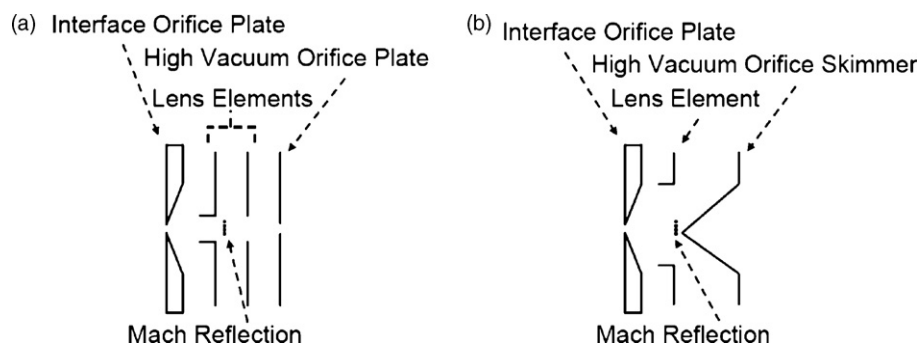 (a)
Interface Orifice Plate
High Vacuum Orifice Plate
Lens Elements
Mach Reflection
(b)
Interface Orifice Plate
High Vacuum Orifice Skimmer
Lens Element
Mach Reflection